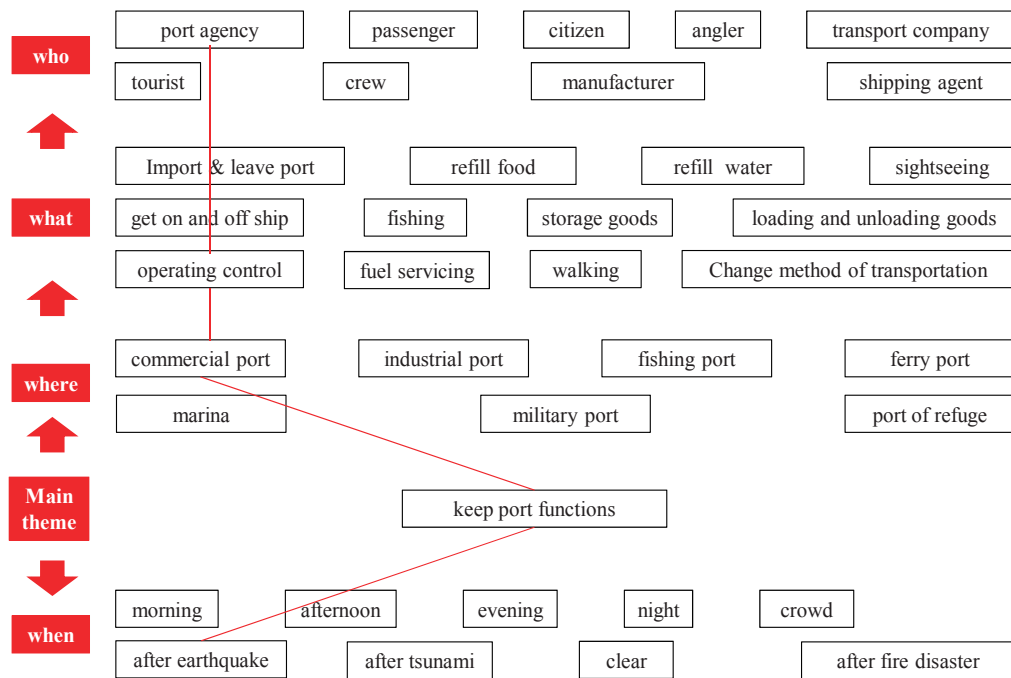 port agency passenger citizen angler transport company
who
tourist crew manufacturer shipping agent
Import & leave port refill food refill water sightseeing
what get on and off ship fishing storage goods loading and unloading goods
operating control fuel servicing walking Change method of transportation
commercial port industrial port fishing port ferry port
where
marina military port port of refuge
Main
theme
keep port functions
morning afternoon evening night crowd
when
after earthquake after tsunami clear after fire disaster